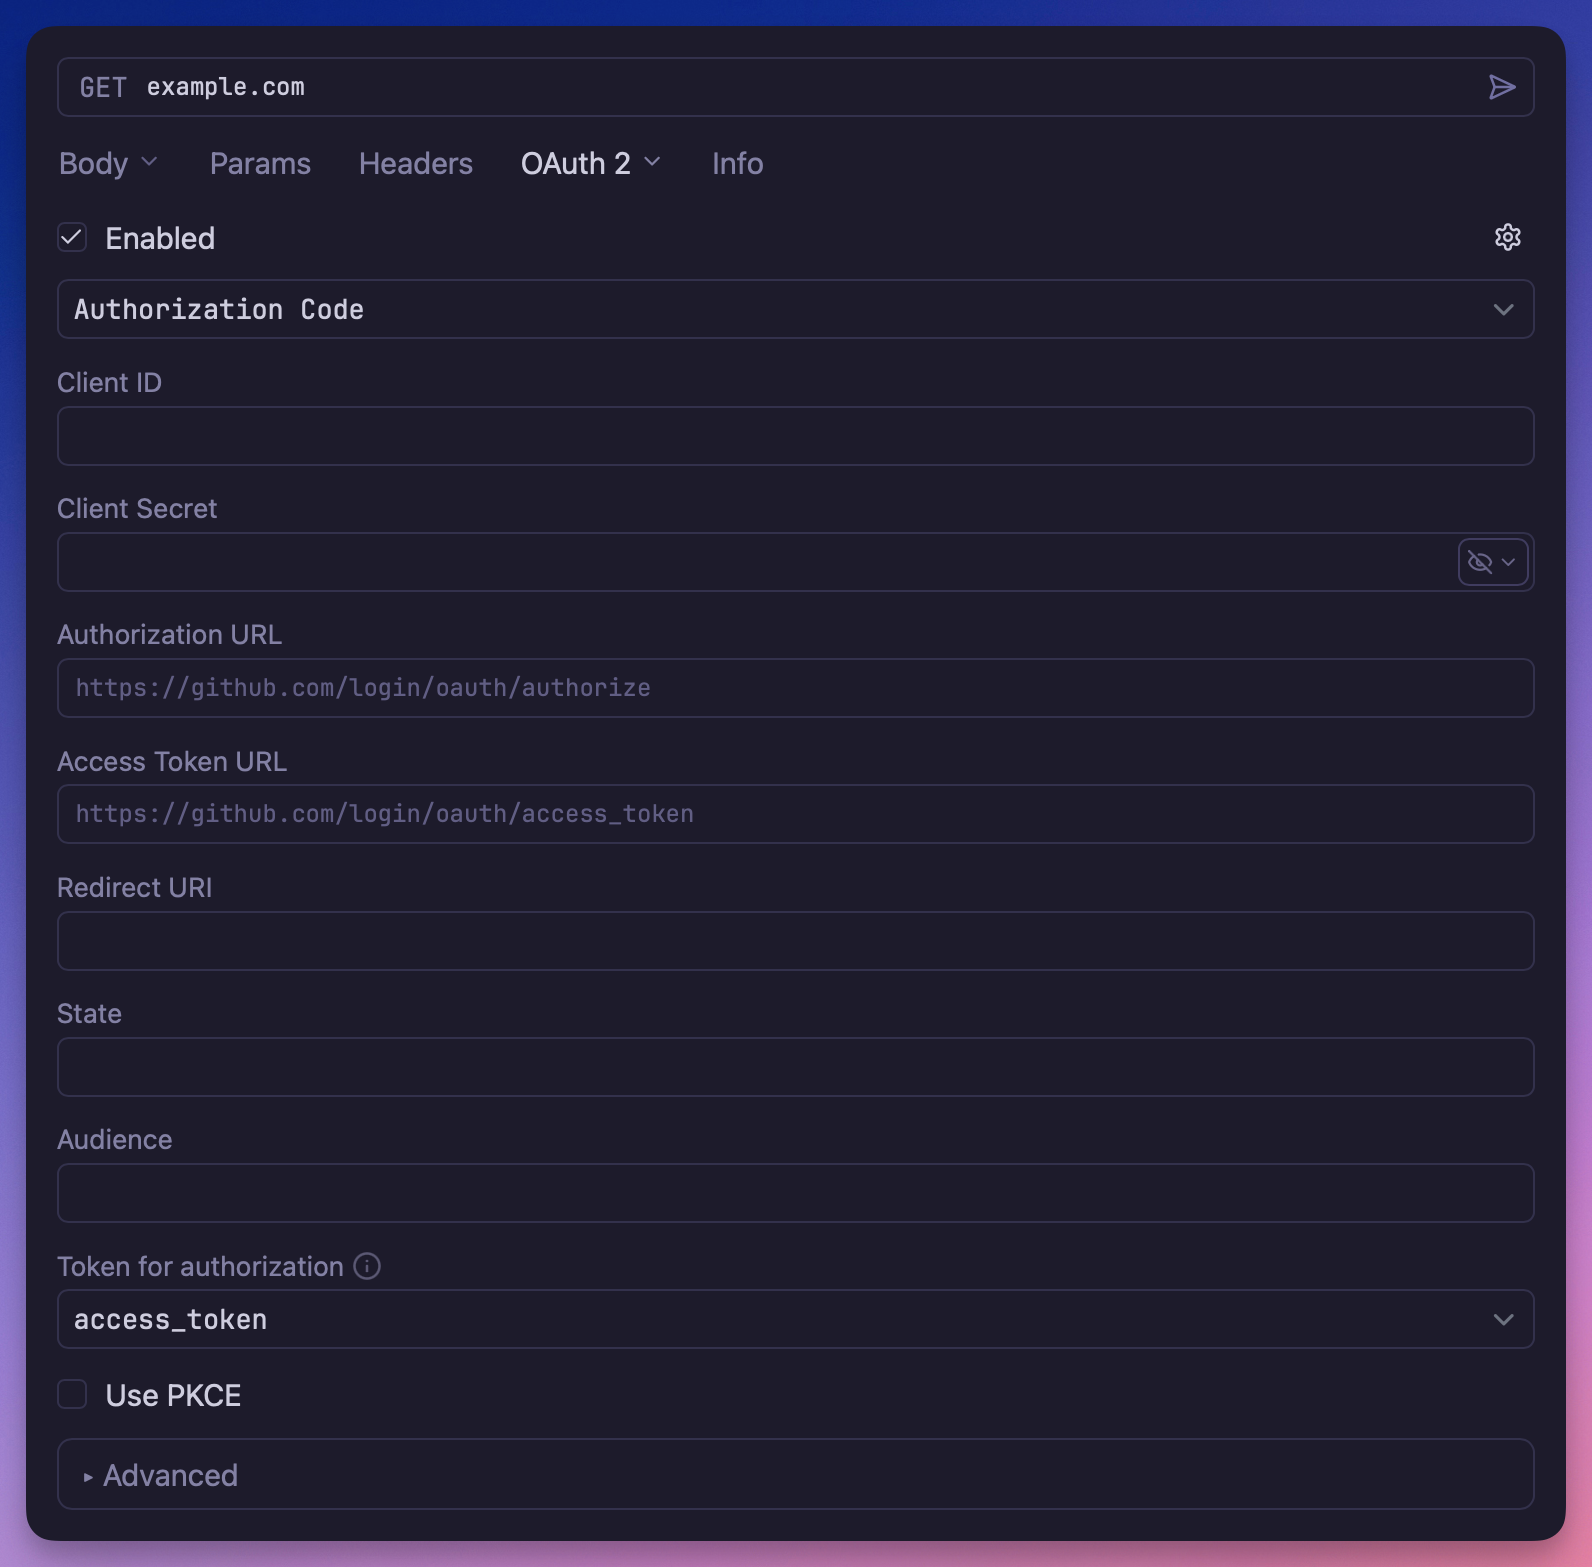 GET example.com
Body Params Headers OAuth 2 Info
Enabled
Authorization Code
Client ID
Client Secret
Authorization URL
https://github.com/login/oauth/authorize
Access Token URL
https://github.com/login/oauth/access_token
Redirect URI
State
Audience
Token for authorization
access_token
Use PKCE
Advanced